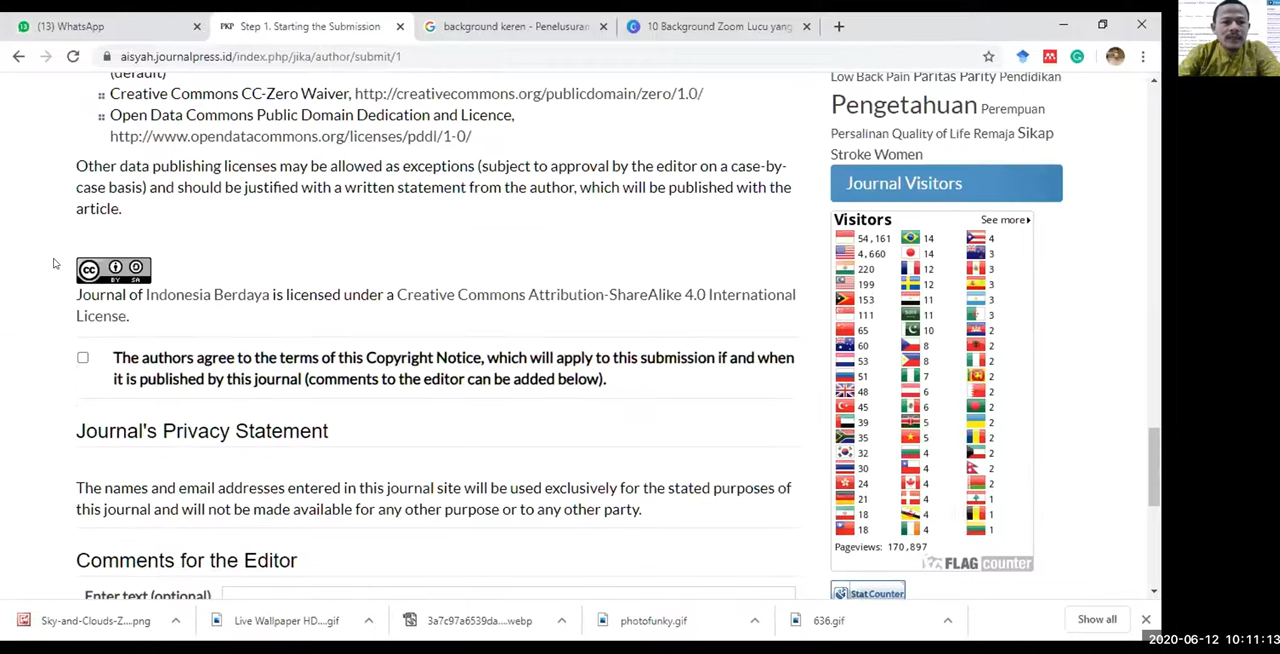 (13) WhatsApp
PKP Step 1. Starting the Submission
background keren - Penelusuran
10 Background Zoom Lucu yang
aisyah.journalpress.id/index.php/jika/author/submit/1
(default)
Creative Commons CC-Zero Waiver, http://creativecommons.org/publicdomain/zero/1.0/
Open Data Commons Public Domain Dedication and Licence,
http://www.opendatacommons.org/licenses/pddl/1-0/
Other data publishing licenses may be allowed as exceptions (subject to approval by the editor on a case-by-
case basis) and should be justified with a written statement from the author, which will be published with the
article.
cc BY SA
Journal of Indonesia Berdayais licensed under a Creative Commons Attribution-ShareAlike 4.0 International
License.
The authors agree to the terms of this Copyright Notice, which will apply to this submission if and when
it is published by this journal (comments to the editor can be added below).
Journal's Privacy Statement
The names and email addresses entered in this journal site will be used exclusively for the stated purposes of
this journal and will not be made available for any other purpose or to any other party.
Comments for the Editor
Enter text (optional)
Low Back Pain Paritas Parity Pendidikan
Pengetahuan Perempuan
Persalinan Quality of Life Remaja Sikap
Stroke Women
Journal Visitors
Visitors See more
54,161 14 4
4,660 14 3
220 12 3
199 12 3
153 11 3
111 11 3
65 10 2
60 8 2
53 8 2
51 7 2
48 6 2
45 6 2
39 5 2
35 5 2
32 4 2
30 4 2
24 4 2
21 4 1
18 4 1
18 4 1
Pageviews: 170,897
FLAG counter
StatCounter
Sky-and-Clouds-Z....png
Live Wallpaper HD....gif
3a7c97a6539da....webp
photofunky.gif
636.gif
Show all
2020-06-12 10:11:13